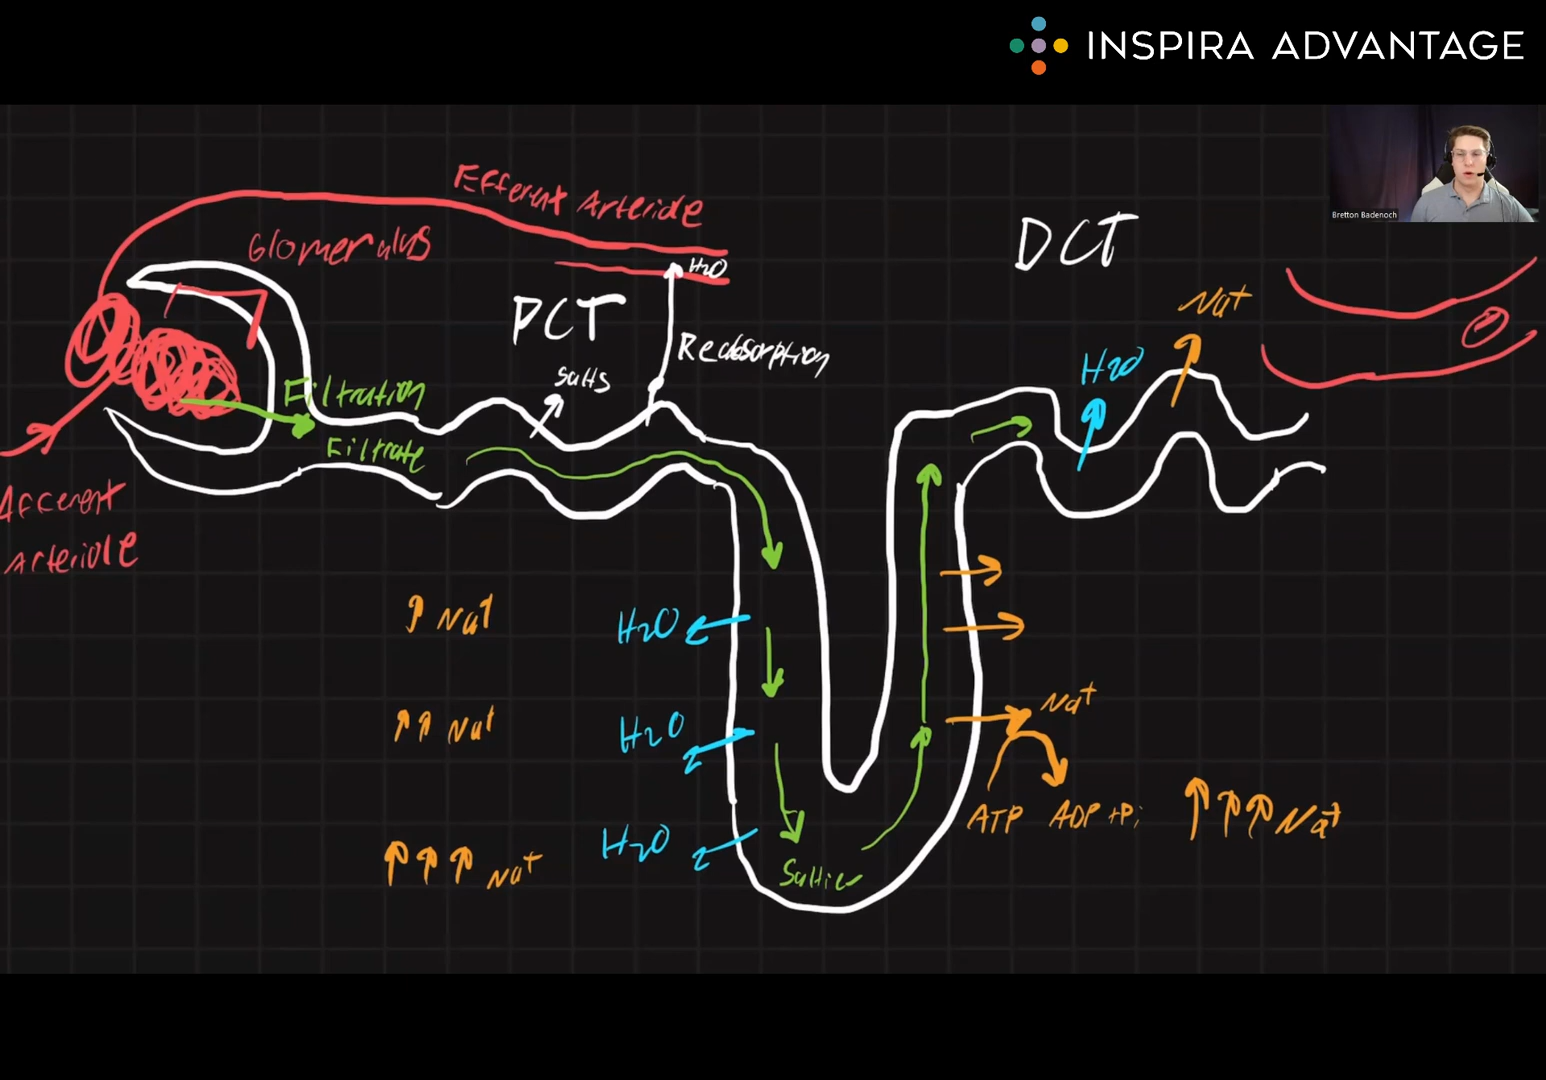 INSPIRA ADVANTAGE
Bretton Badenoch
Efferent Arteriole
Glomerulus
H2O
DCT
PCT
Na+
Reabsorption
Salts
H2O
Filtration
Filtrate
Afferent
Arteriole
↑ Na+
H2O
↑↑ Na+
H2O
Na+
ATP ADP +Pi
↑↑↑ Na+
H2O
↑↑↑ Na+
Saltier